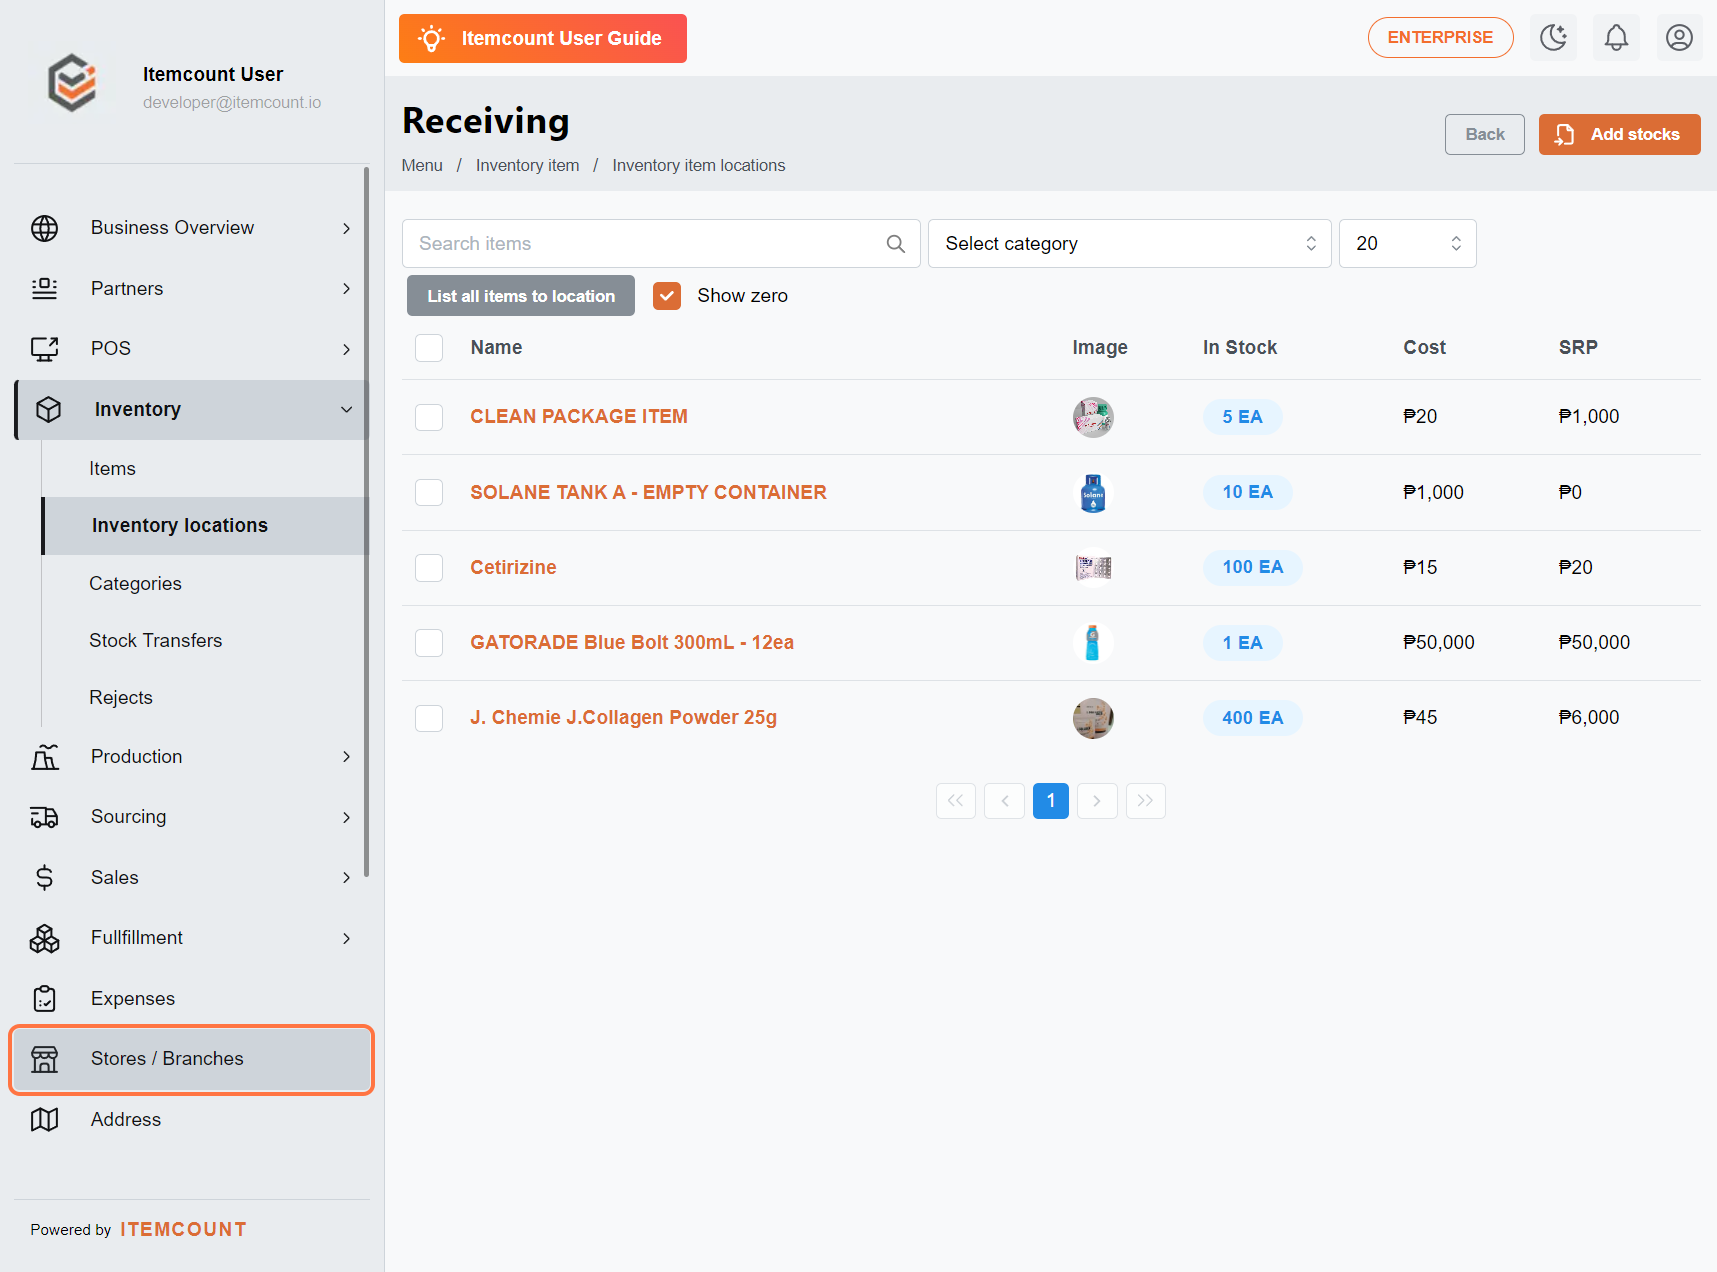 Itemcount User
developer@itemcount.io
Business Overview
Partners
POS
Inventory
Items
Inventory locations
Categories
Stock Transfers
Rejects
Production
Sourcing
Sales
Fullfillment
Expenses
Stores / Branches
Address
Powered by ITEMCOUNT
Itemcount User Guide
ENTERPRISE
Receiving
Menu / Inventory item / Inventory item locations
Back
Add stocks
Search items
Select category
20
List all items to location
Show zero
Name Image In Stock Cost SRP
CLEAN PACKAGE ITEM 5 EA ₱20 ₱1,000
SOLANE TANK A - EMPTY CONTAINER Solane 10 EA ₱1,000 ₱0
Cetirizine 100 EA ₱15 ₱20
GATORADE Blue Bolt 300mL - 12ea 1 EA ₱50,000 ₱50,000
J. Chemie J.Collagen Powder 25g 400 EA ₱45 ₱6,000
1